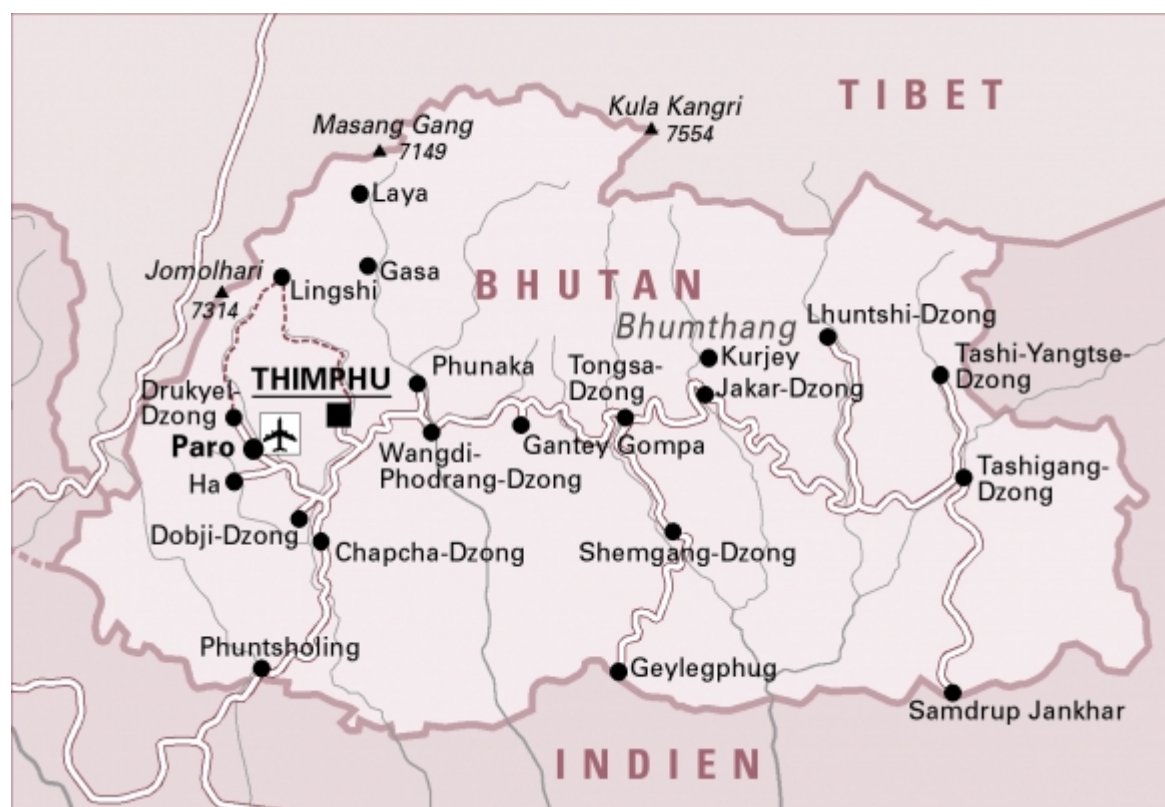 TIBET
Kula Kangri
7554
Masang Gang
7149
Laya
Jomolhari
7314
Lingshi
Gasa
BHUTAN
Bhumthang
Lhuntshi-Dzong
Kurjey
Tashi-Yangtse-
Dzong
Phunaka
Tongsa-
Dzong
Jakar-Dzong
THIMPHU
Drukyel-
Dzong
Paro
Gantey Gompa
Wangdi-
Phodrang-Dzong
Ha
Tashigang-
Dzong
Dobji-Dzong
Chapcha-Dzong
Shemgang-Dzong
Phuntsholing
Geylegphug
Samdrup Jankhar
INDIEN